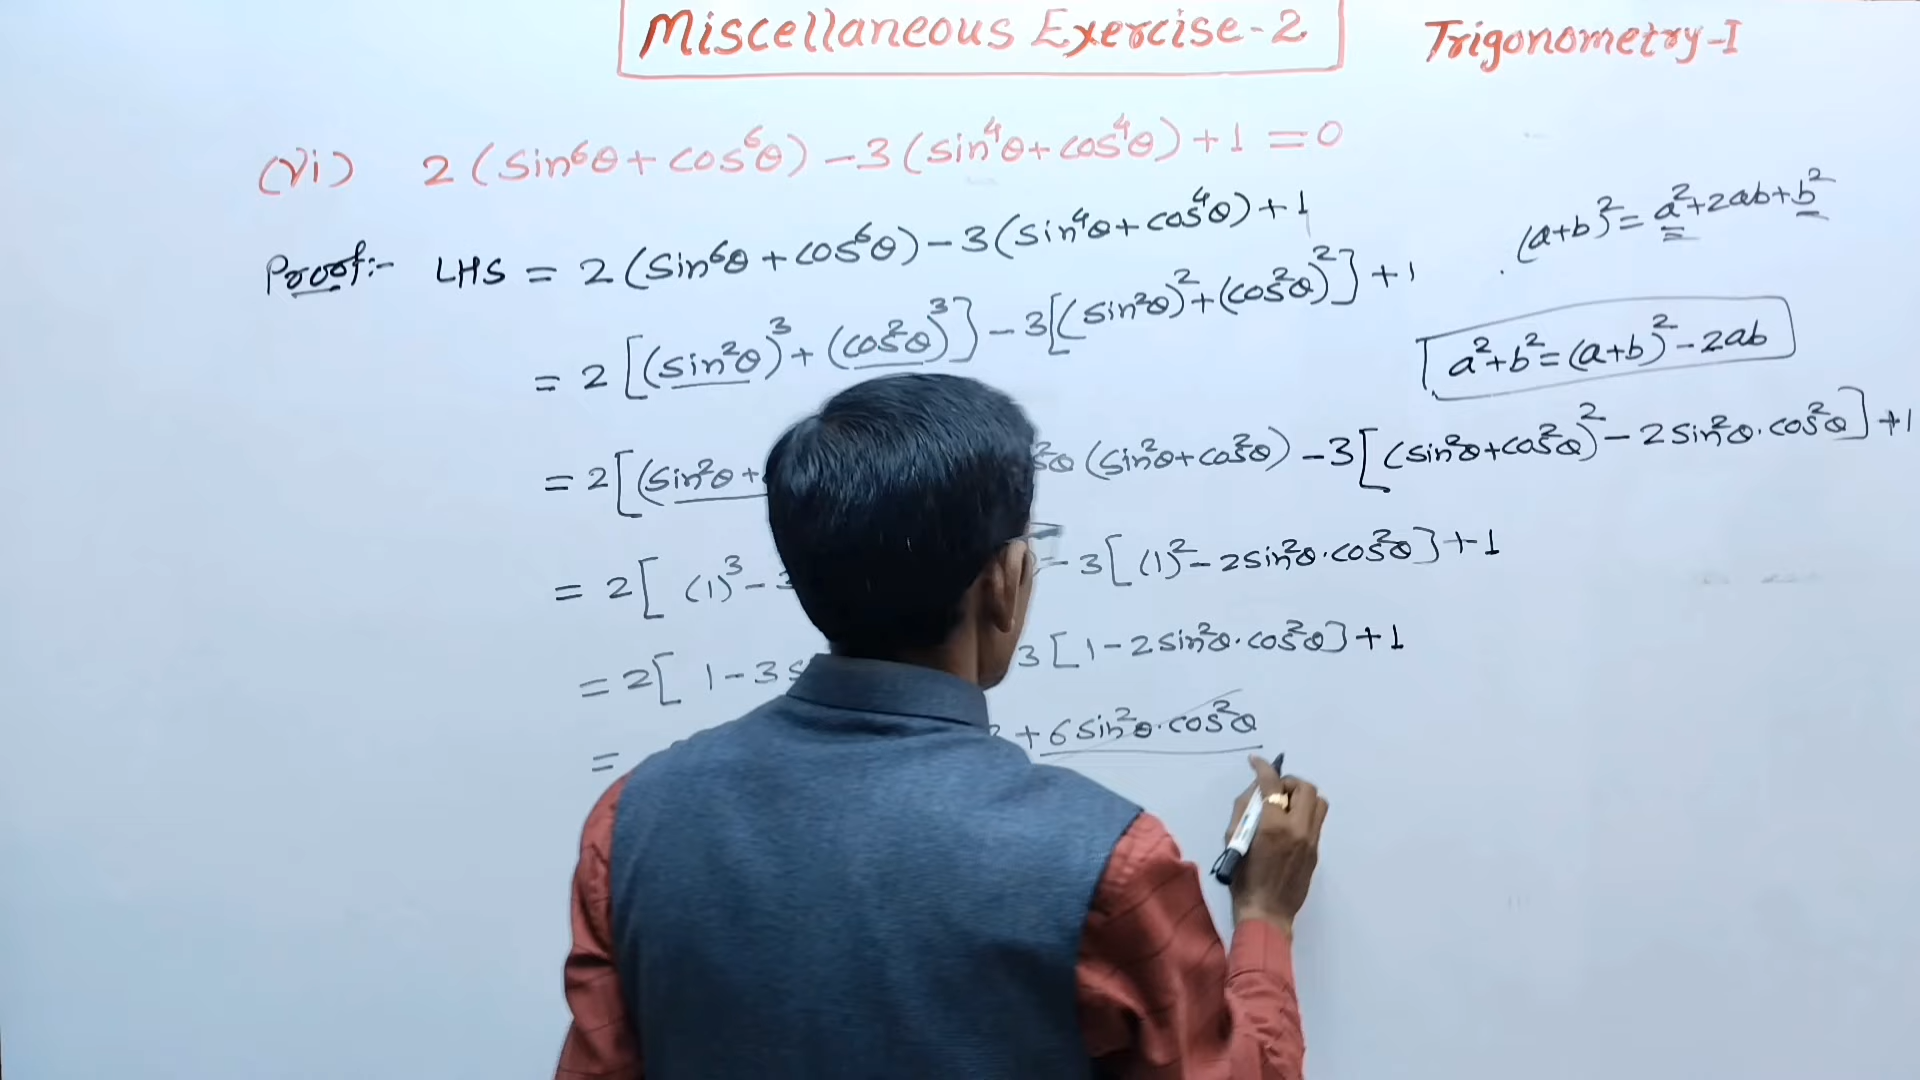 Miscellaneous Exercise-2
Trigonometry-I
(vi) 2(sin⁶θ + cos⁶θ) - 3(sin⁴θ + cos⁴θ) + 1 = 0
Proof:- LHS = 2(sin⁶θ + cos⁶θ) - 3(sin⁴θ + cos⁴θ) + 1
(a+b)² = a² + 2ab + b²
= 2[(sin²θ)³ + (cos²θ)³] - 3[(sin²θ)² + (cos²θ)²] + 1
a² + b² = (a+b)² - 2ab
= 2[(sin²θ + (sin²θ + cos²θ) - 3[(sin²θ + cos²θ)² - 2sin²θ·cos²θ] + 1
= 2[(1)³ - - 3[(1)² - 2sin²θ·cos²θ] + 1
= 2[1 - 3 3[1 - 2sin²θ·cos²θ] + 1
= + 6sin²θ·cos²θ